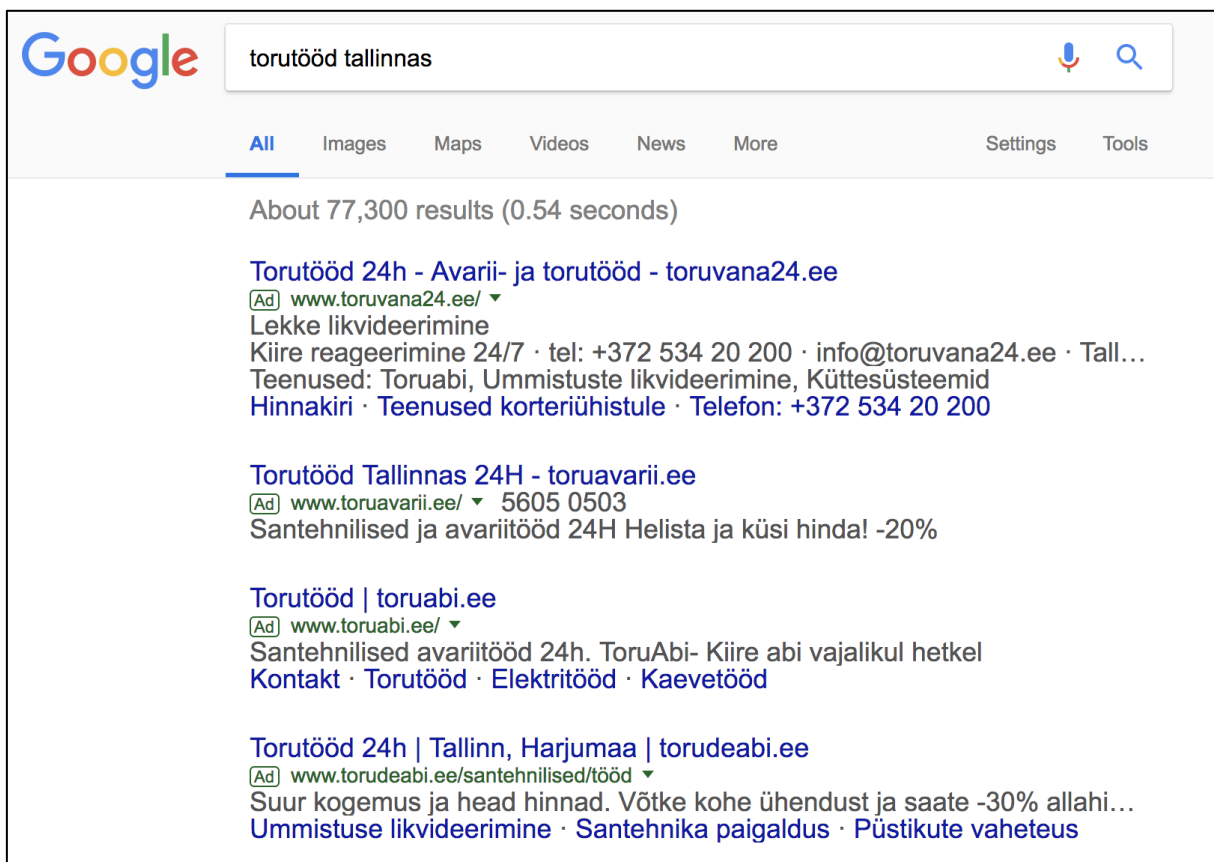 Google
torutööd tallinnas
All Images Maps Videos News More Settings Tools
About 77,300 results (0.54 seconds)
Torutööd 24h - Avarii- ja torutööd - toruvana24.ee
Ad www.toruvana24.ee/
Lekke likvideerimine
Kiire reageerimine 24/7 · tel: +372 534 20 200 · info@toruvana24.ee · Tall...
Teenused: Toruabi, Ummistuste likvideerimine, Küttesüsteemid
Hinnakiri · Teenused korteriühistule · Telefon: +372 534 20 200
Torutööd Tallinnas 24H - toruavarii.ee
Ad www.toruavarii.ee/ 5605 0503
Santehnilised ja avariitööd 24H Helista ja küsi hinda! -20%
Torutööd | toruabi.ee
Ad www.toruabi.ee/
Santehnilised avariitööd 24h. ToruAbi- Kiire abi vajalikul hetkel
Kontakt · Torutööd · Elektritööd · Kaevetööd
Torutööd 24h | Tallinn, Harjumaa | torudeabi.ee
Ad www.torudeabi.ee/santehnilised/tööd
Suur kogemus ja head hinnad. Võtke kohe ühendust ja saate -30% allahi...
Ummistuse likvideerimine · Santehnika paigaldus · Püstikute vaheteus